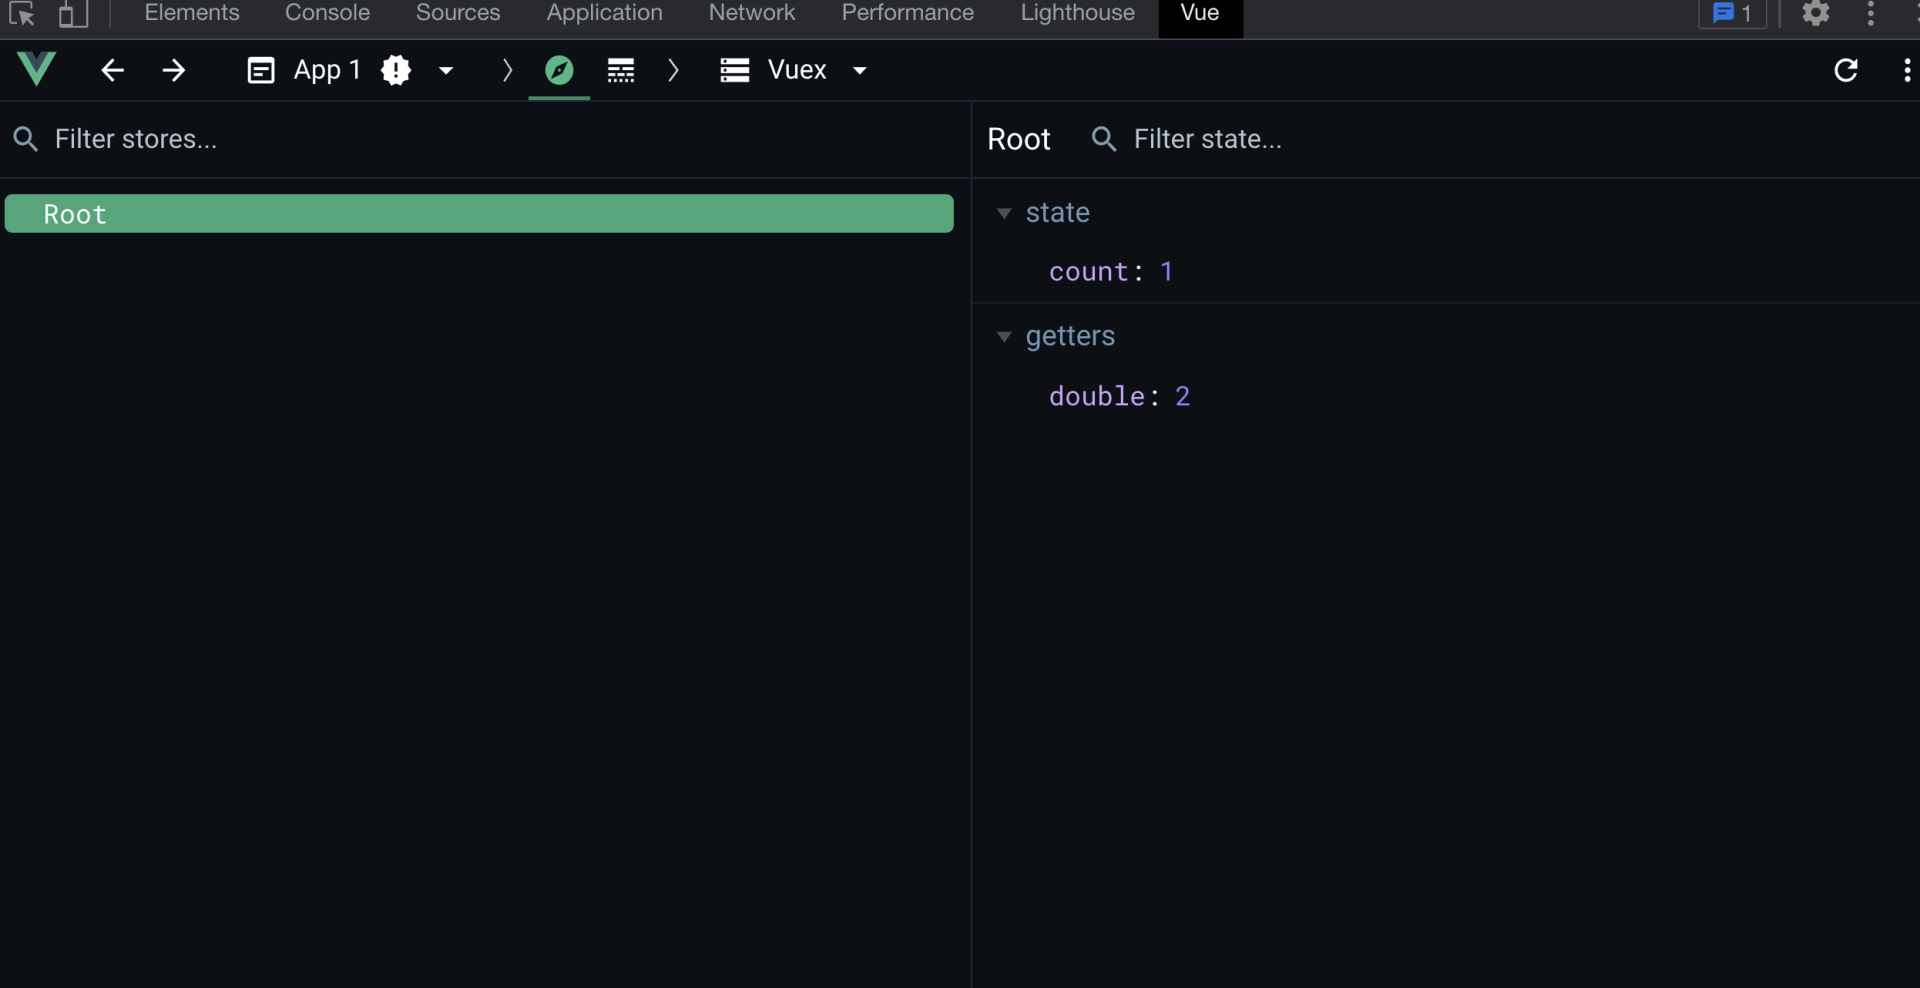 Elements Console Sources Application Network Performance Lighthouse Vue 1
App 1 Vuex
Filter stores...
Root Filter state...
Root
state
count: 1
getters
double: 2